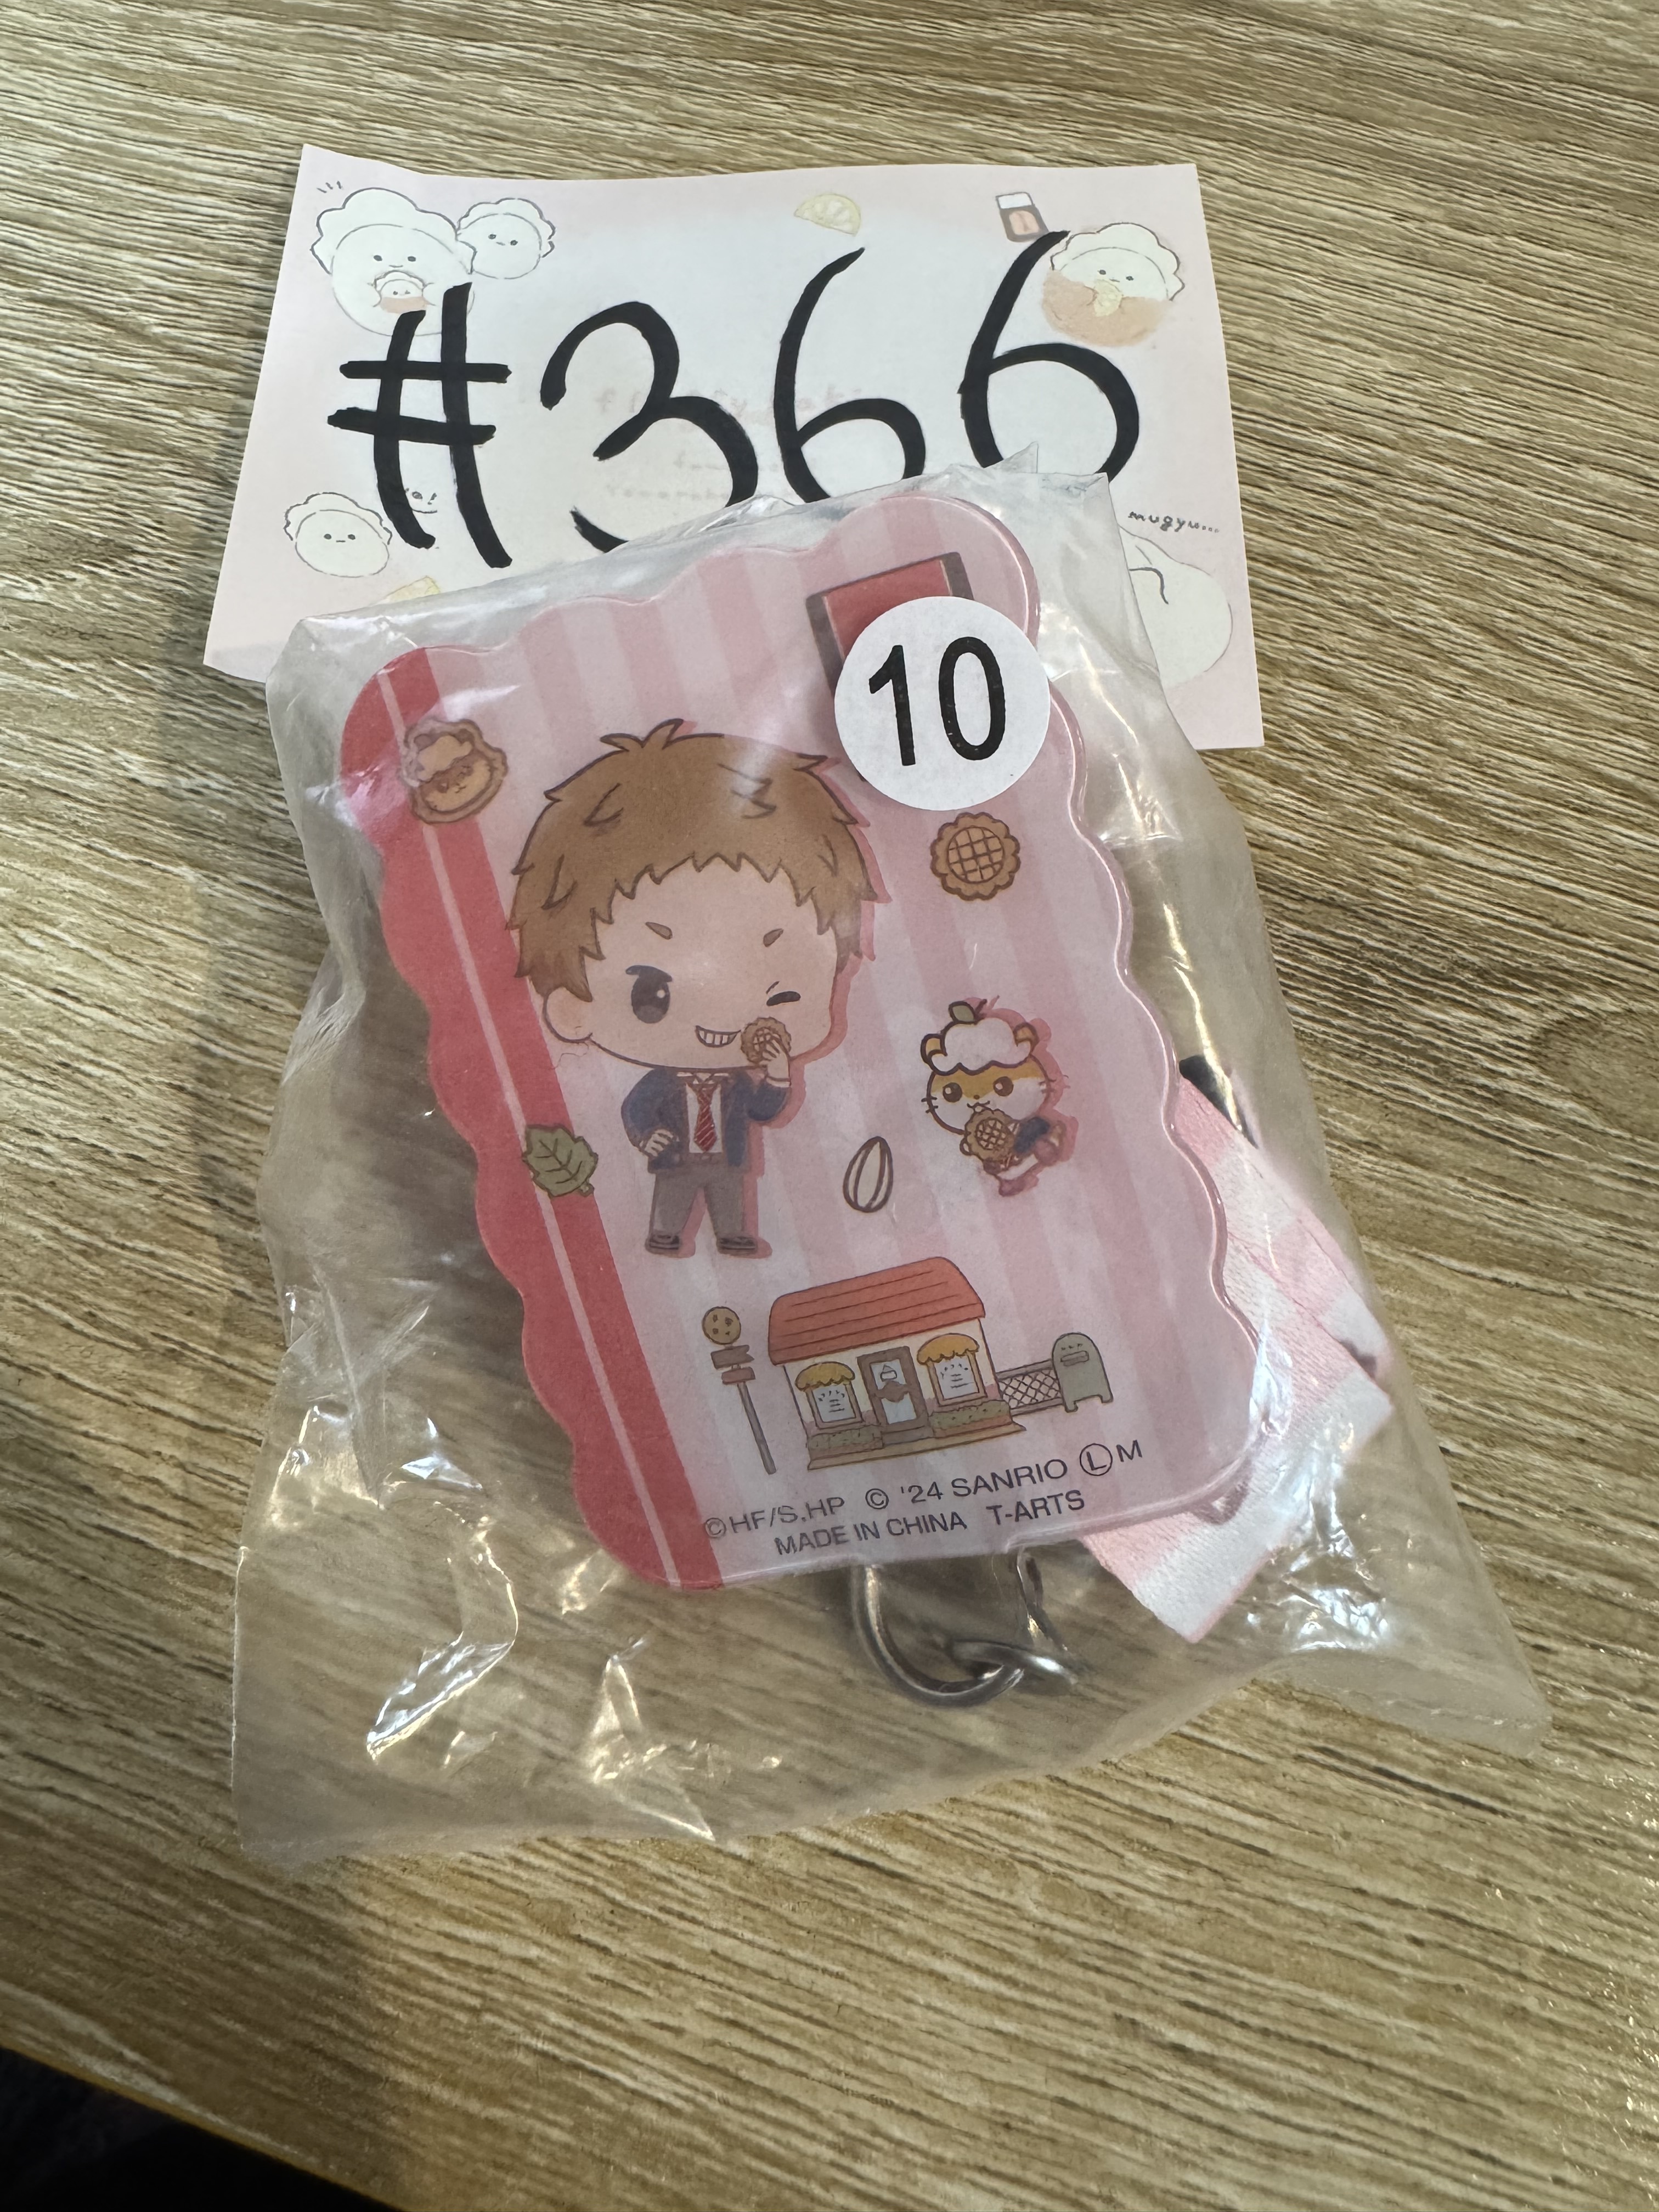 #366
mugyu...
10
©HF/S.HP © '24 SANRIO Ⓛ M
MADE IN CHINA T-ARTS